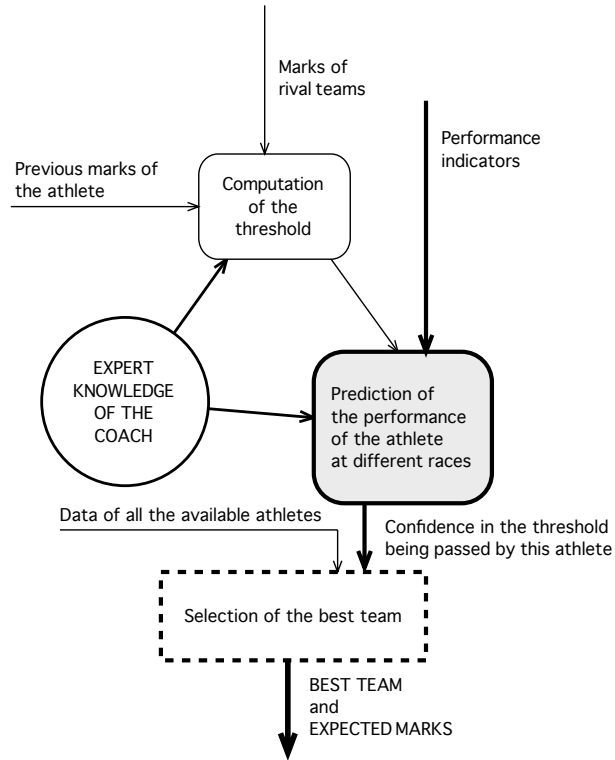 Marks of
rival teams
Performance
indicators
Previous marks of
the athlete
Computation
of the
threshold
EXPERT
KNOWLEDGE
OF THE
COACH
Prediction of
the performance
of the athlete
at different races
Data of all the available athletes
Confidence in the threshold
being passed by this athlete
Selection of the best team
BEST TEAM
and
EXPECTED MARKS